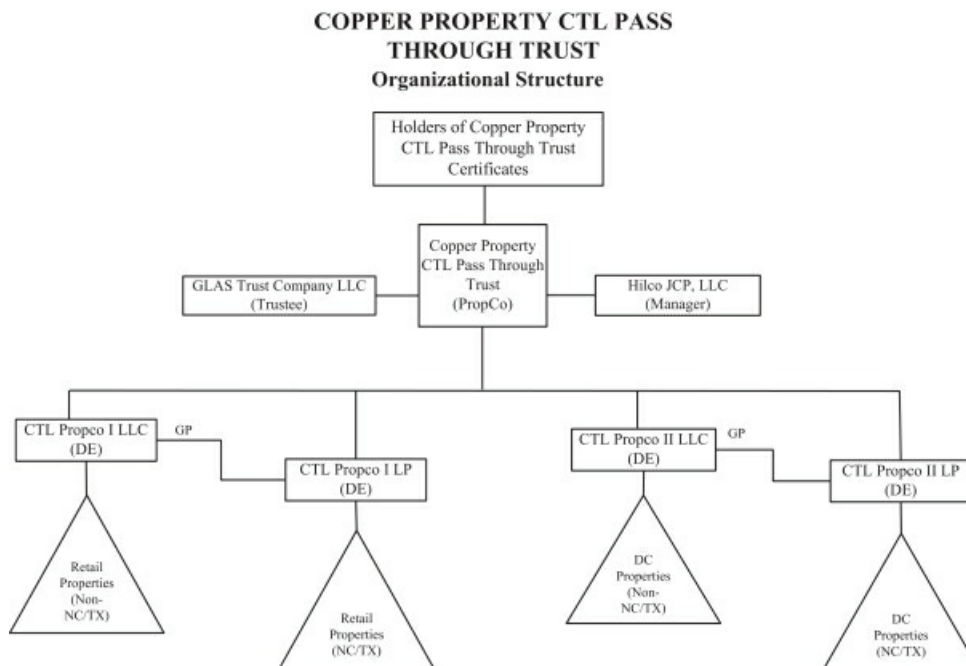 COPPER PROPERTY CTL PASS
THROUGH TRUST
Organizational Structure
Holders of Copper Property
CTL Pass Through Trust
Certificates
Copper Property
CTL Pass Through
Trust
(PropCo)
GLAS Trust Company LLC
(Trustee)
Hilco JCP, LLC
(Manager)
CTL Propco I LLC
(DE)
GP
CTL Propco I LP
(DE)
CTL Propco II LLC
(DE)
GP
CTL Propco II LP
(DE)
Retail
Properties
(Non-
NC/TX)
Retail
Properties
(NC/TX)
DC
Properties
(Non-
NC/TX)
DC
Properties
(NC/TX)